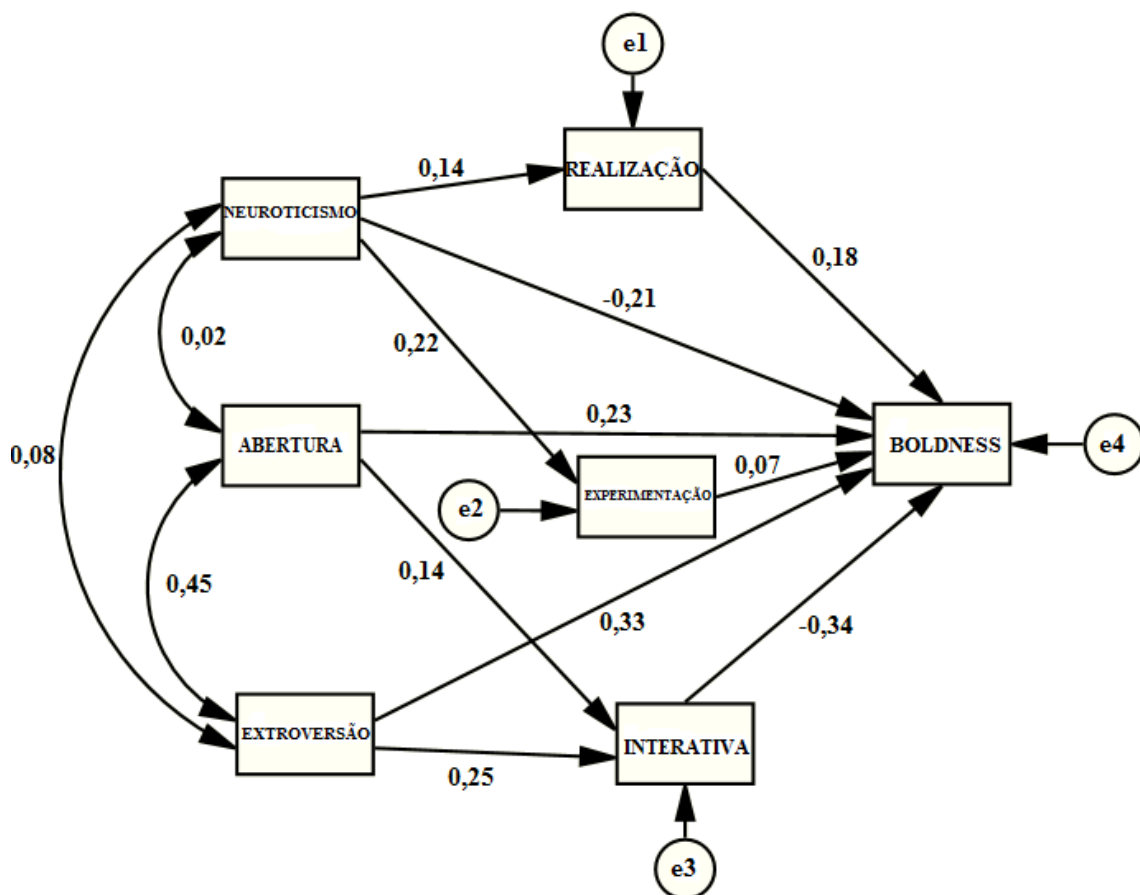 e1
0,14
REALIZAÇÃO
NEUROTICISMO
0,18
-0,21
0,02
0,22
0,23
ABERTURA
BOLDNESS
e4
0,08
0,07
EXPERIMENTAÇÃO
e2
0,14
0,45
0,33
-0,34
EXTROVERSÃO
INTERATIVA
0,25
e3